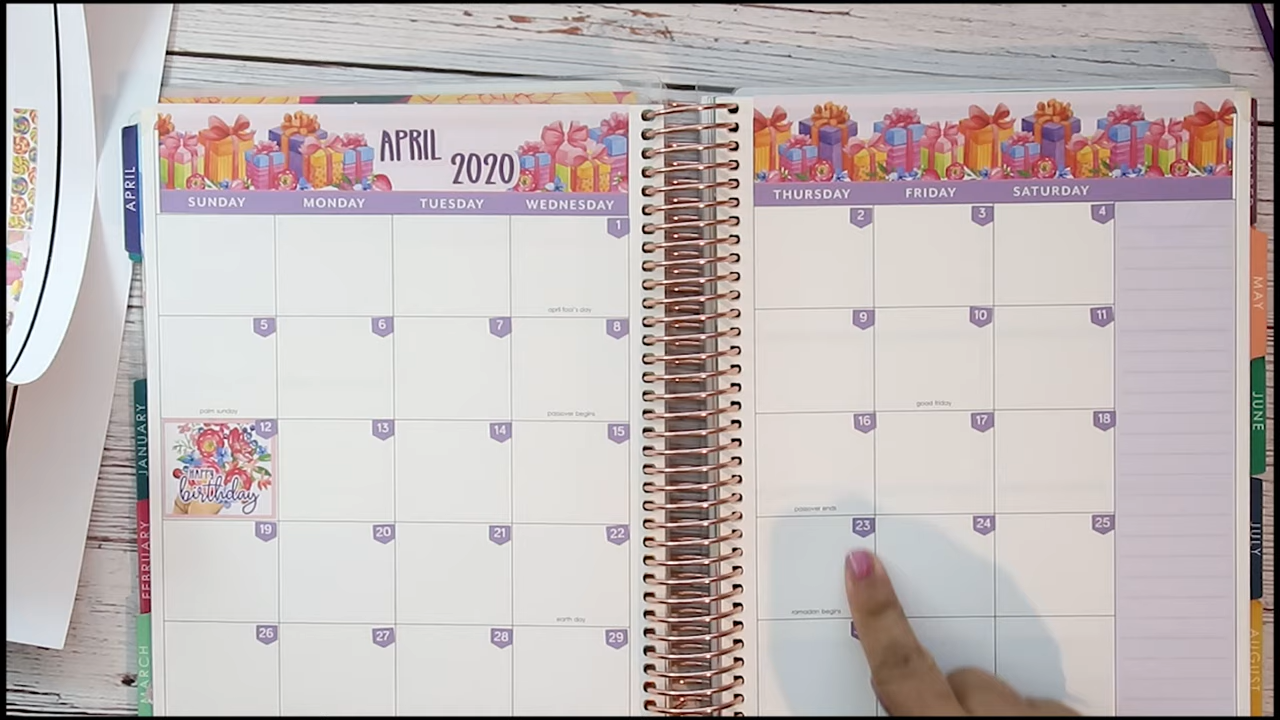 APRIL
2020
SUNDAY MONDAY TUESDAY WEDNESDAY THURSDAY FRIDAY SATURDAY
1 2 3 4
april fool's day
5 6 7 8 9 10 11
palm sunday passover begins good friday
12 13 14 15 16 17 18
HAPPY
birthday
passover ends
19 20 21 22 23 24 25
earth day ramadan begins
26 27 28 29
APRIL
JANUARY
FEBRUARY
MARCH
MAY
JUNE
JULY
AUGUST